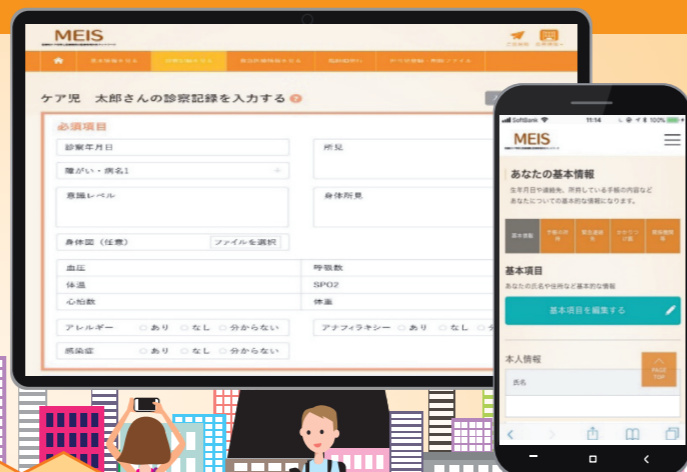 MEIS
ケア児 太郎さんの診察記録を入力する ?
必須項目
診察年月日
所見
障がい・病名1
意識レベル
身体所見
身体図（任意）
ファイルを選択
血圧
呼吸数
体温
SPO2
心拍数
体重
アレルギー あり なし 分からない
アナフィラキシー あり なし
感染症 あり なし 分からない
SoftBank 11:14 100%
MEIS
あなたの基本情報
生年月日や連絡先、所持している手帳の内容など
あなたについての基本的な情報になります。
基本情報
基本項目
あなたの氏名や住所など基本的な情報
基本項目を編集する
本人情報
PAGE
TOP
氏名